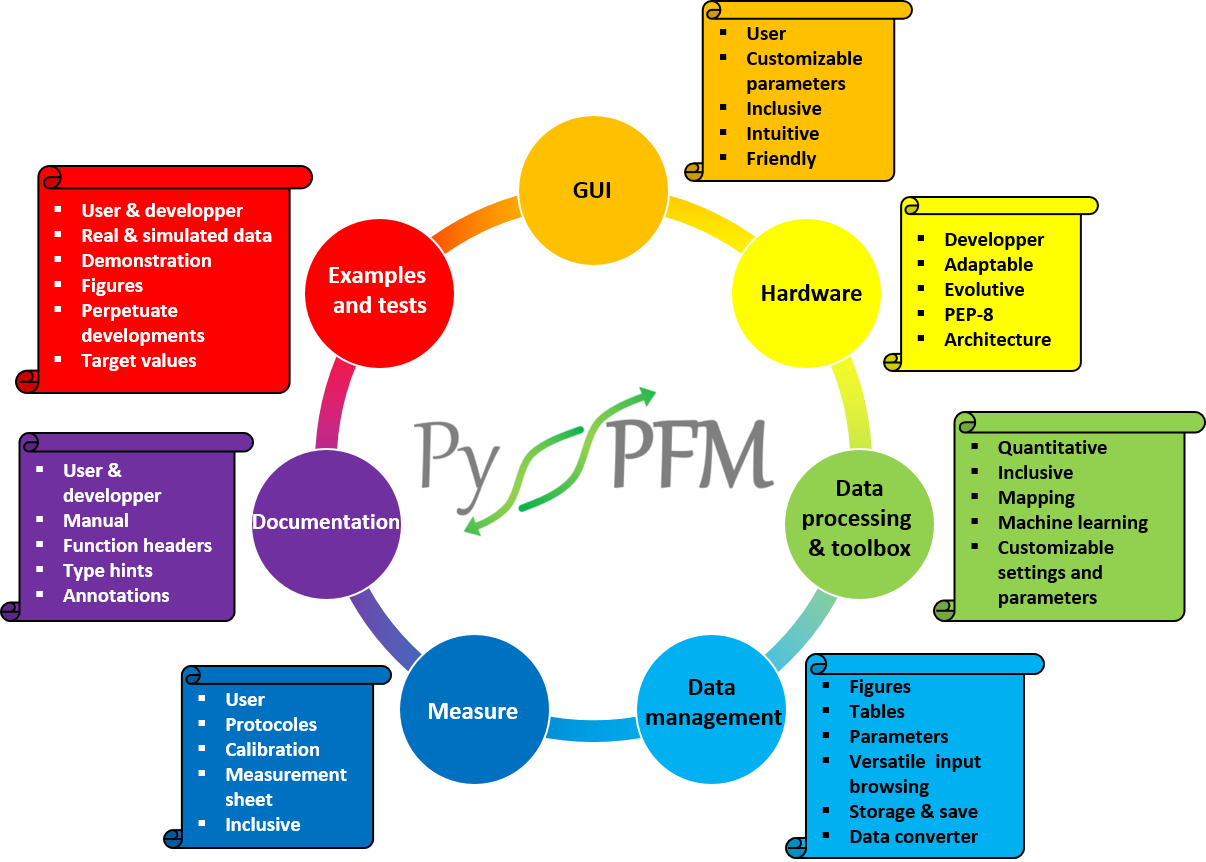 User
Customizable
parameters
Inclusive
Intuitive
Friendly
GUI
User & developper
Real & simulated data
Demonstration
Figures
Perpetuate
developments
Target values
Examples
and tests
Hardware
Developper
Adaptable
Evolutive
PEP-8
Architecture
Py PFM
User &
developper
Manual
Function headers
Type hints
Annotations
Documentation
Data
processing
& toolbox
Quantitative
Inclusive
Mapping
Machine learning
Customizable
settings and
parameters
User
Protocoles
Calibration
Measurement
sheet
Inclusive
Measure
Data
management
Figures
Tables
Parameters
Versatile input
browsing
Storage & save
Data converter